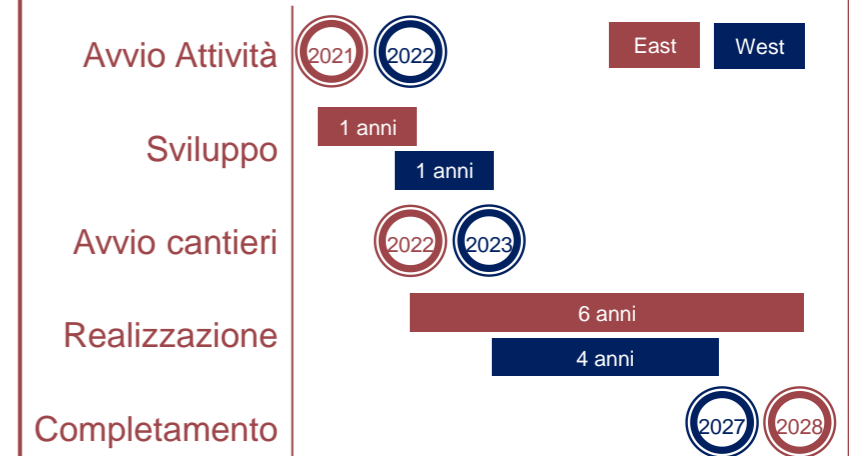 Avvio Attività
2021
2022
East
West
Sviluppo
1 anni
1 anni
Avvio cantieri
2022
2023
Realizzazione
6 anni
4 anni
Completamento
2027
2028